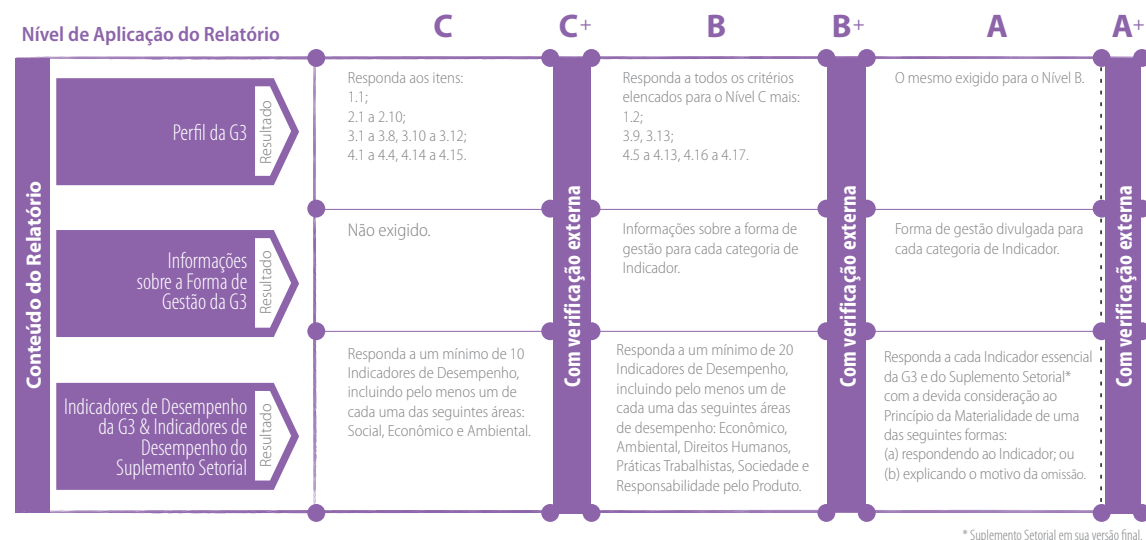 Nível de Aplicação do Relatório
C
C+
B
B+
A
A+
Conteúdo do Relatório
Perfil da G3
Resultado
Responda aos itens:
1.1;
2.1 a 2.10;
3.1 a 3.8, 3.10 a 3.12;
4.1 a 4.4, 4.14 a 4.15.
Com verificação externa
Responda a todos os critérios
elencados para o Nível C mais:
1.2;
3.9, 3.13;
4.5 a 4.13, 4.16 a 4.17.
Com verificação externa
O mesmo exigido para o Nível B.
Com verificação externa
Informações
sobre a Forma de
Gestão da G3
Resultado
Não exigido.
Informações sobre a forma de
gestão para cada categoria de
Indicador.
Forma de gestão divulgada para
cada categoria de Indicador.
Indicadores de Desempenho
da G3 & Indicadores de
Desempenho do
Suplemento Setorial
Resultado
Responda a um mínimo de 10
Indicadores de Desempenho,
incluindo pelo menos um de
cada uma das seguintes áreas:
Social, Econômico e Ambiental.
Responda a um mínimo de 20
Indicadores de Desempenho,
incluindo pelo menos um de
cada uma das seguintes áreas
de desempenho: Econômico,
Ambiental, Direitos Humanos,
Práticas Trabalhistas, Sociedade e
Responsabilidade pelo Produto.
Responda a cada Indicador essencial
da G3 e do Suplemento Setorial*
com a devida consideração ao
Princípio da Materialidade de uma
das seguintes formas:
(a) respondendo ao Indicador; ou
(b) explicando o motivo da omissão.
* Suplemento Setorial em sua versão final.